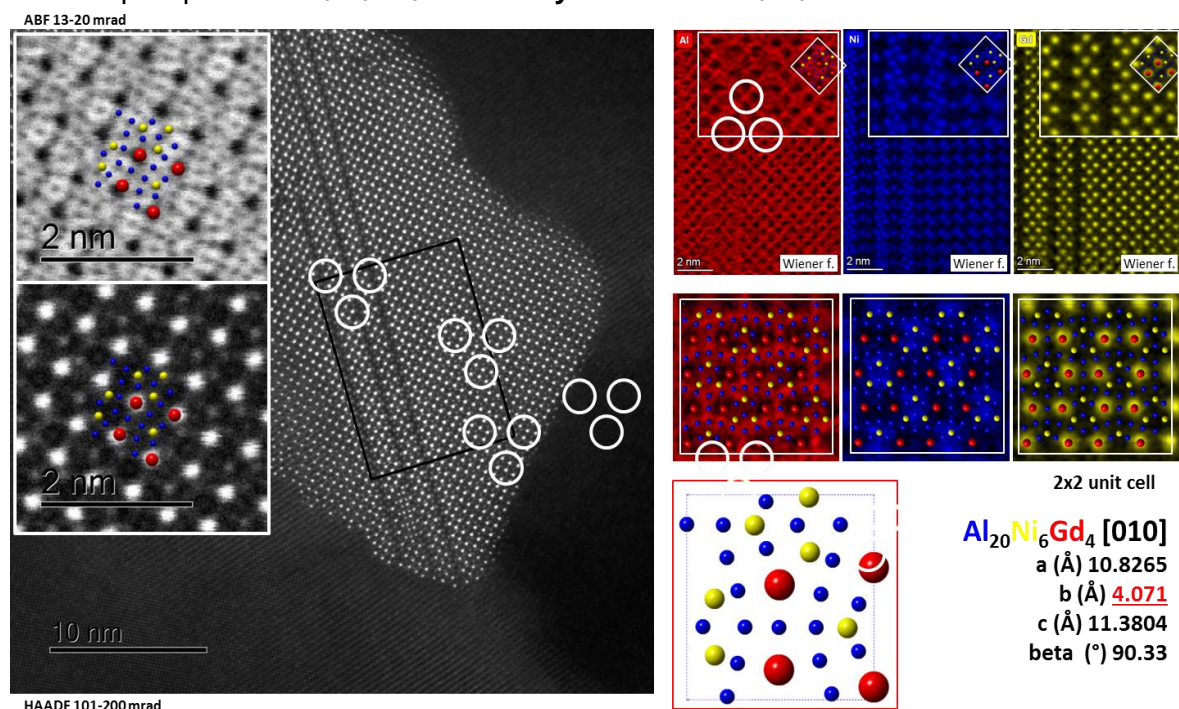 ABF 13-20 mrad
2 nm
2 nm
10 nm
HAADF 101-200 mrad
Al
Ni
Gd
2 nm
Wiener f.
2 nm
Wiener f.
2 nm
Wiener f.
2x2 unit cell
Al₂₀Ni₆Gd₄ [010]
a (Å) 10.8265
b (Å) 4.071
c (Å) 11.3804
beta (°) 90.33